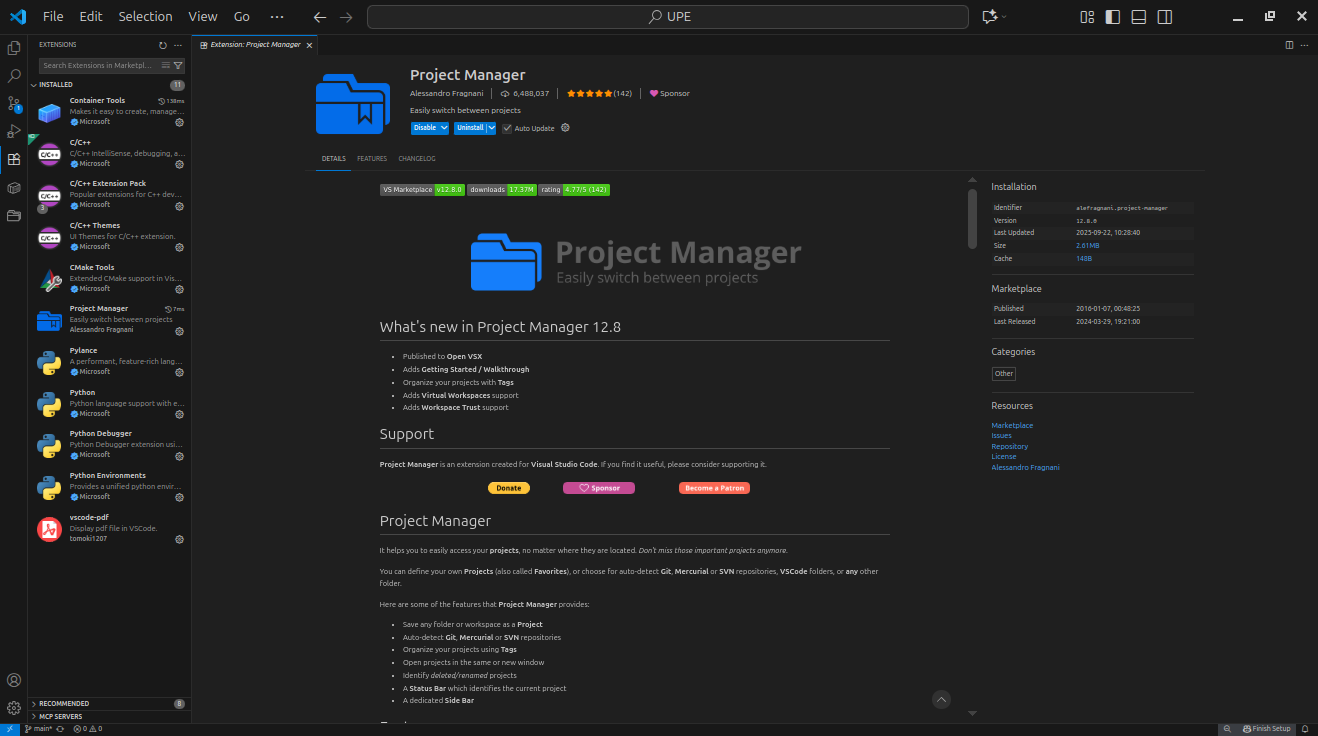 File Edit Selection View Go ···
UPE
EXTENSIONS
Extension: Project Manager
Search Extensions in Marketpl...
INSTALLED 11
Container Tools 138ms
Makes it easy to create, manage...
Microsoft
C/C++
C/C++ IntelliSense, debugging, a...
Microsoft
C/C++ Extension Pack
Popular extensions for C++ dev...
Microsoft
3
C/C++ Themes
UI Themes for C/C++ extension.
Microsoft
CMake Tools
Extended CMake support in Vis...
Microsoft
Project Manager 7ms
Easily switch between projects
Alessandro Fragnani
Pylance
A performant, feature-rich lang...
Microsoft
Python
Python language support with e...
Microsoft
Python Debugger
Python Debugger extension usi...
Microsoft
Python Environments
Provides a unified python envir...
Microsoft
vscode-pdf
Display pdf file in VSCode.
tomoki1207
RECOMMENDED 8
MCP SERVERS
Project Manager
Alessandro Fragnani 6,488,037 (142) Sponsor
Easily switch between projects
Disable Uninstall Auto Update
DETAILS FEATURES CHANGELOG
VS Marketplace v12.8.0 downloads 17.37M rating 4.77/5 (142)
Project Manager
Easily switch between projects
What's new in Project Manager 12.8
Published to Open VSX
Adds Getting Started / Walkthrough
Organize your projects with Tags
Adds Virtual Workspaces support
Adds Workspace Trust support
Support
Project Manager is an extension created for Visual Studio Code. If you find it useful, please consider supporting it.
Donate Sponsor Become a Patron
Project Manager
It helps you to easily access your projects, no matter where they are located. Don't miss those important projects anymore.
You can define your own Projects (also called Favorites), or choose for auto-detect Git, Mercurial or SVN repositories, VSCode folders, or any other
folder.
Here are some of the features that Project Manager provides:
Save any folder or workspace as a Project
Auto-detect Git, Mercurial or SVN repositories
Organize your projects using Tags
Open projects in the same or new window
Identify deleted/renamed projects
A Status Bar which identifies the current project
A dedicated Side Bar
Installation
Identifier alefragnani.project-manager
Version 12.8.0
Last Updated 2025-09-22, 10:28:40
Size 2.61MB
Cache 148B
Marketplace
Published 2016-01-07, 00:48:25
Last Released 2024-03-29, 19:21:00
Categories
Other
Resources
Marketplace
Issues
Repository
License
Alessandro Fragnani
main* 0 0
Finish Setup